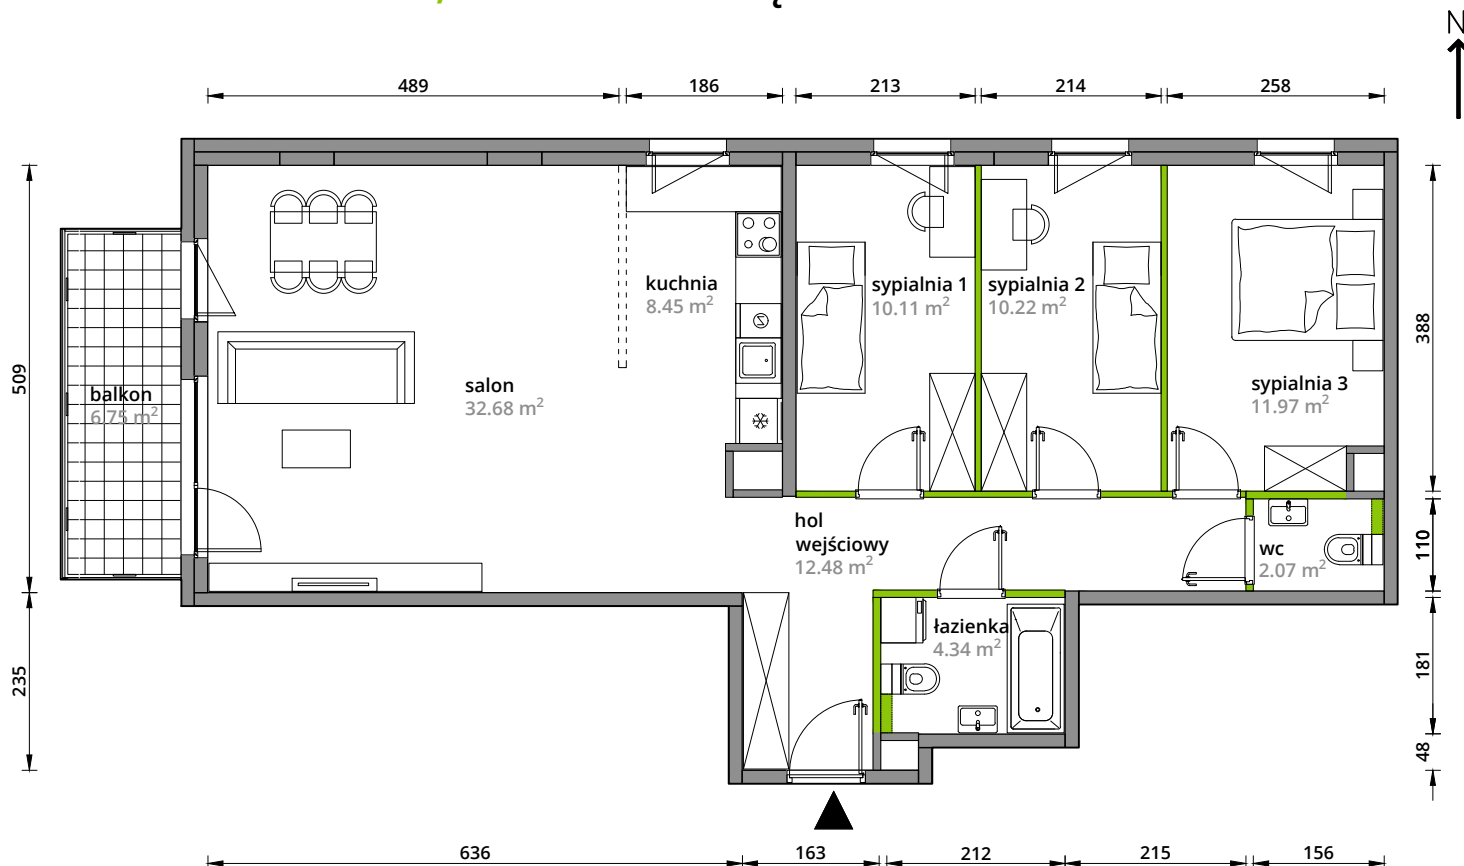 N
489 186 213 214 258
kuchnia
8.45 m²
sypialnia 1
10.11 m²
sypialnia 2
10.22 m²
388
509
balkon
6.75 m²
salon
32.68 m²
sypialnia 3
11.97 m²
hol
wejściowy
12.48 m²
wc
2.07 m²
110
łazienka
4.34 m²
235
181
48
636 163 212 215 156